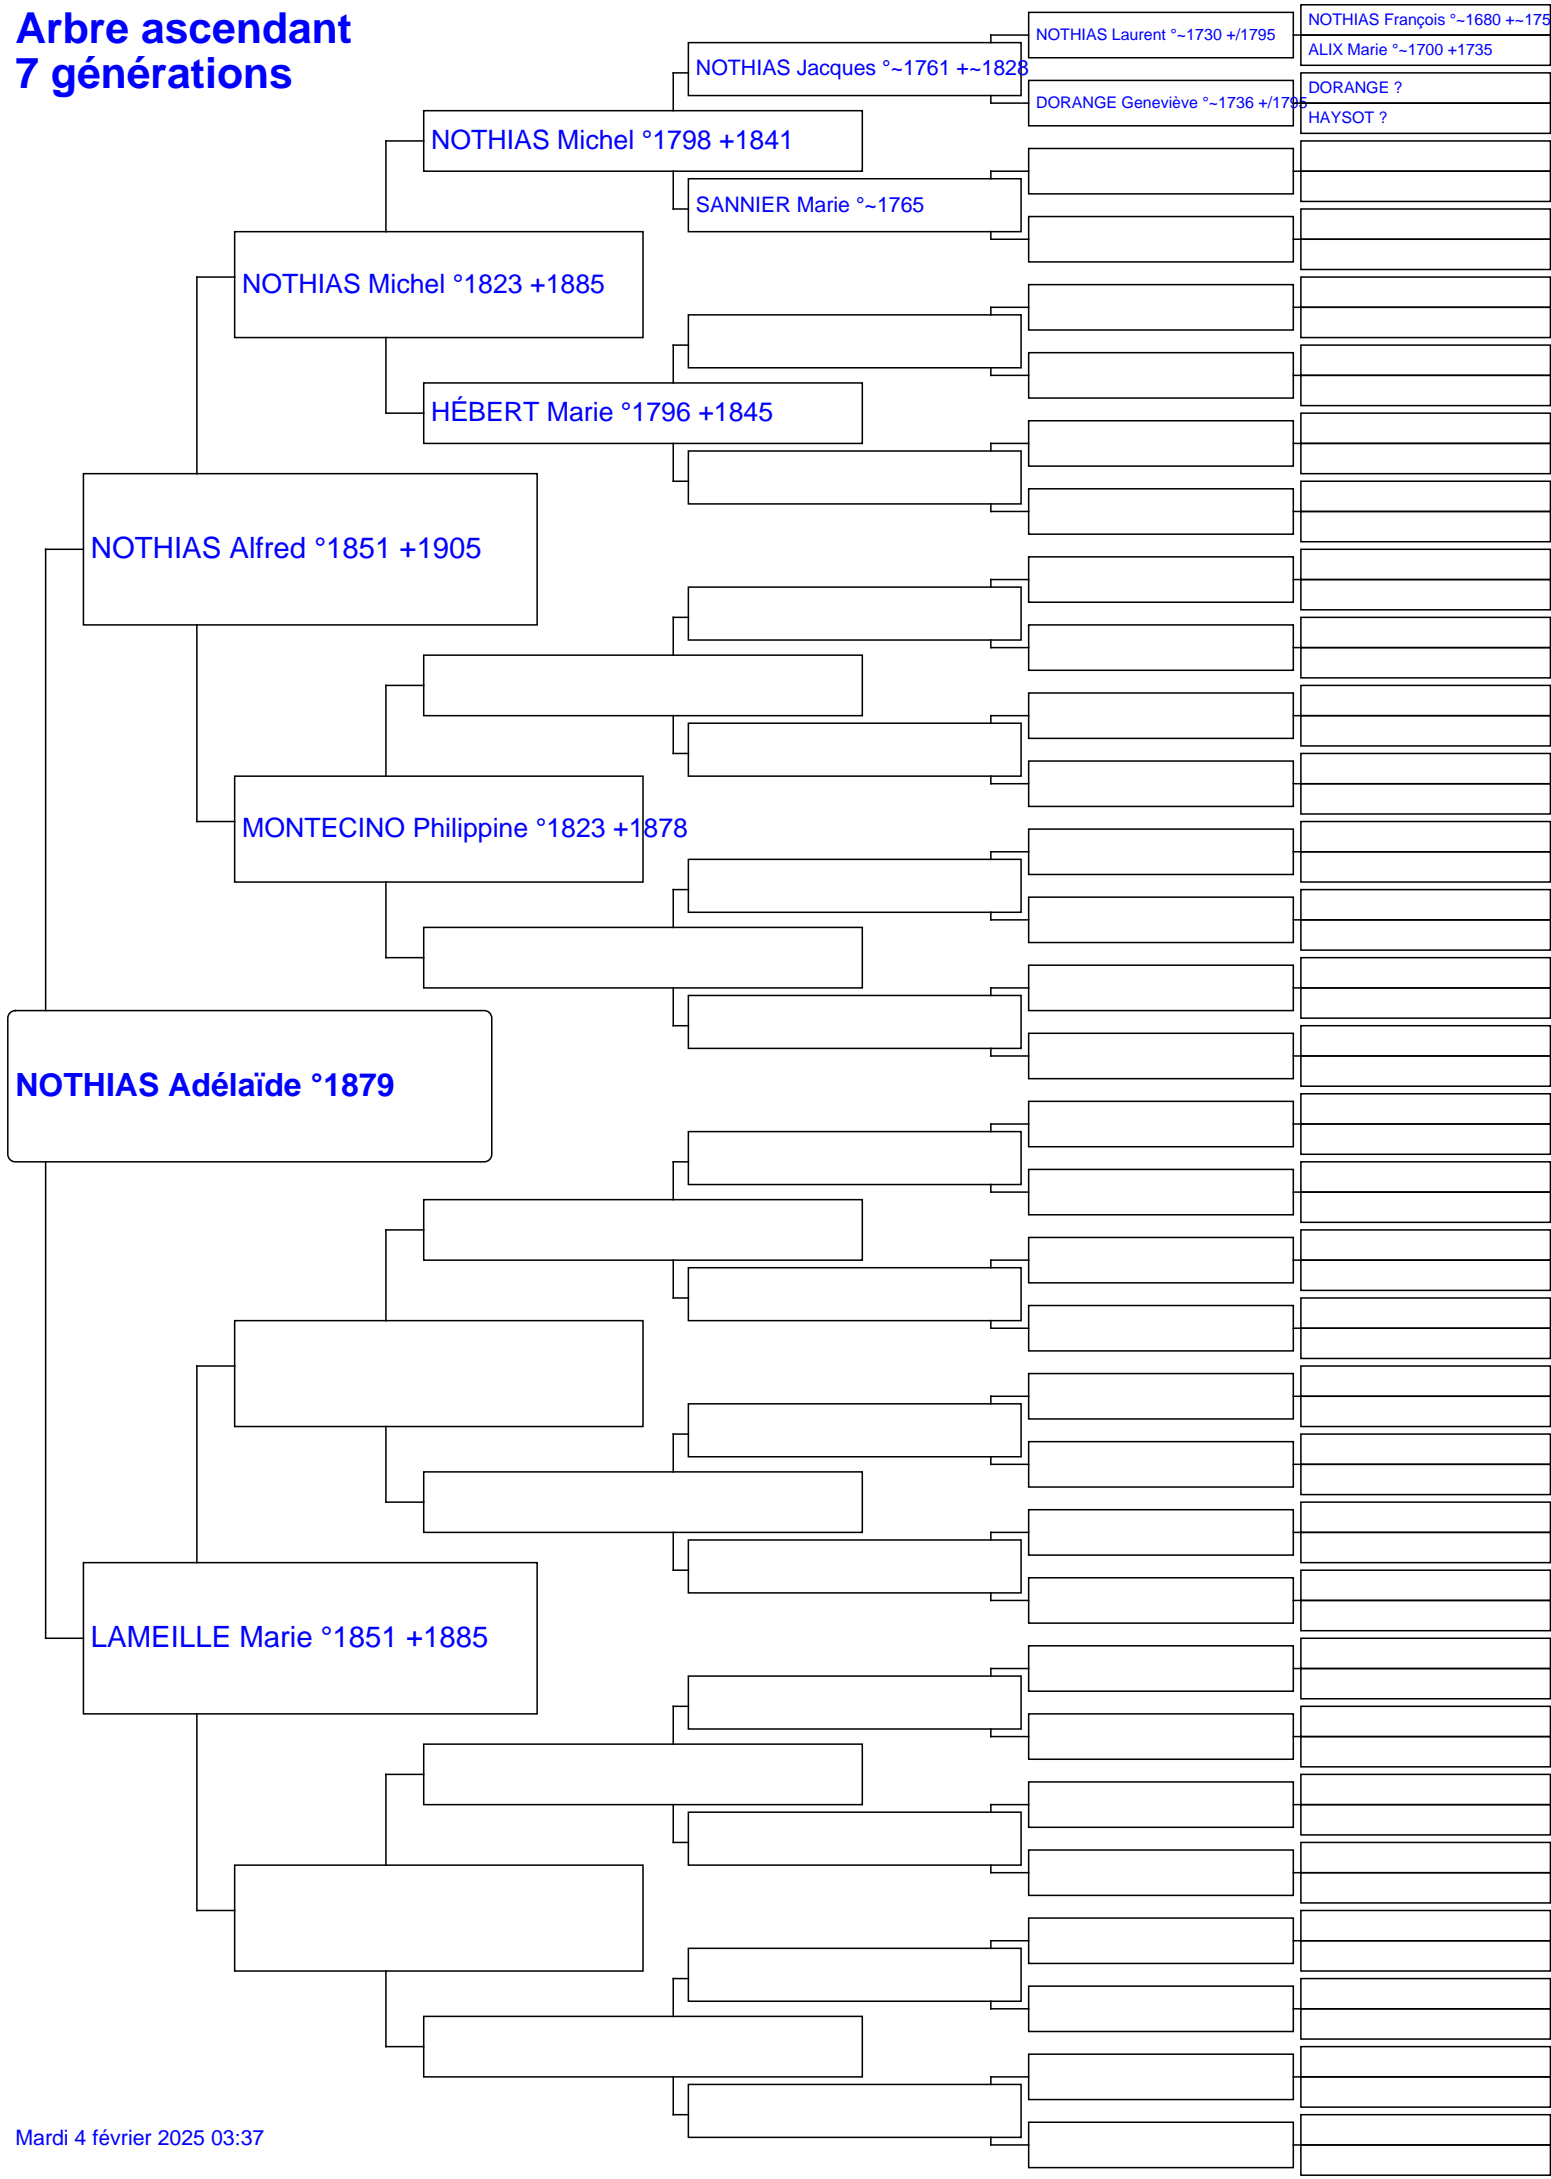 Arbre ascendant
7 générations
NOTHIAS François °~1680 +~175
NOTHIAS Laurent °~1730 +/1795
ALIX Marie °~1700 +1735
NOTHIAS Jacques °~1761 +~1828
DORANGE ?
DORANGE Geneviève °~1736 +/1795
HAYSOT ?
NOTHIAS Michel °1798 +1841
SANNIER Marie °~1765
NOTHIAS Michel °1823 +1885
HÉBERT Marie °1796 +1845
NOTHIAS Alfred °1851 +1905
MONTECINO Philippine °1823 +1878
NOTHIAS Adélaïde °1879
LAMEILLE Marie °1851 +1885
Mardi 4 février 2025 03:37